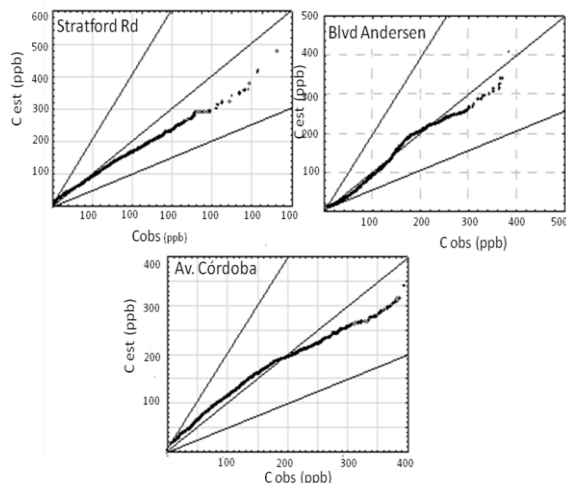 600
Stratford Rd
500
400
300
200
100
C est (ppb)
100 100 100 100 100 100
Cobs (ppb)
500
Blvd Andersen
400
300
200
100
C est (ppb)
100 200 300 400 500
C obs (ppb)
400
Av. Córdoba
300
200
100
C est (ppb)
100 200 300 400
C obs (ppb)